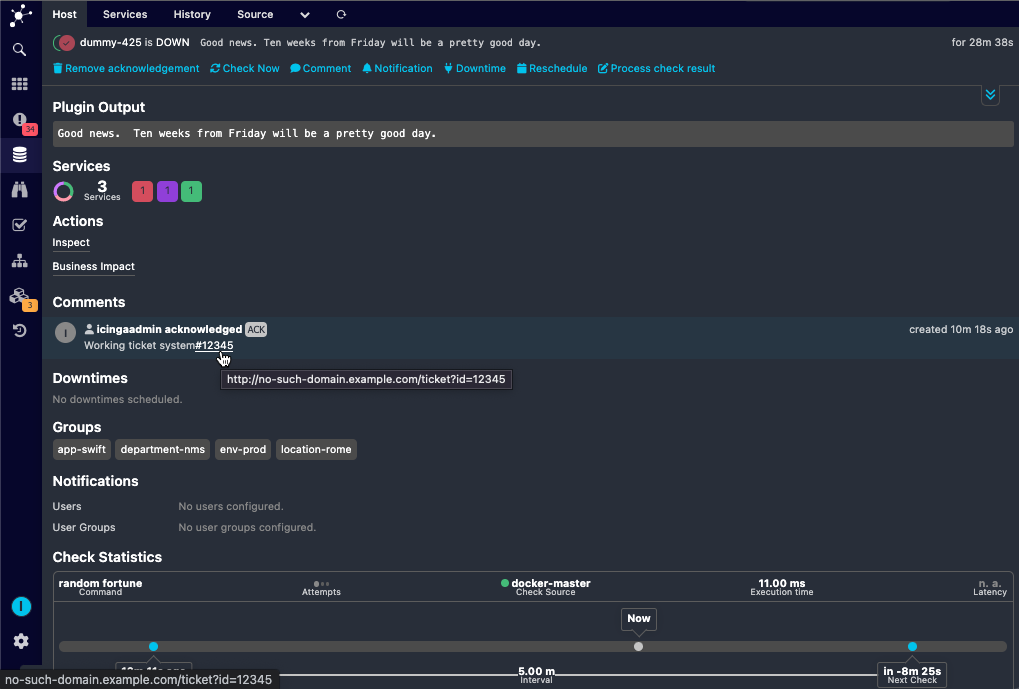 Host Services History Source
dummy-425 is DOWN Good news. Ten weeks from Friday will be a pretty good day. for 28m 38s
Remove acknowledgement Check Now Comment Notification Downtime Reschedule Process check result
34
Plugin Output
Good news.  Ten weeks from Friday will be a pretty good day.
Services
3
Services
1 1 1
Actions
Inspect
Business Impact
Comments
3
I icingaadmin acknowledged ACK created 10m 18s ago
Working ticket system#12345
http://no-such-domain.example.com/ticket?id=12345
Downtimes
No downtimes scheduled.
Groups
app-swift department-nms env-prod location-rome
Notifications
Users No users configured.
User Groups No user groups configured.
Check Statistics
random fortune docker-master 11.00 ms n. a.
Command Attempts Check Source Execution time Latency
I
Now
5.00 m in -8m 25s
Interval Next Check
no-such-domain.example.com/ticket?id=12345